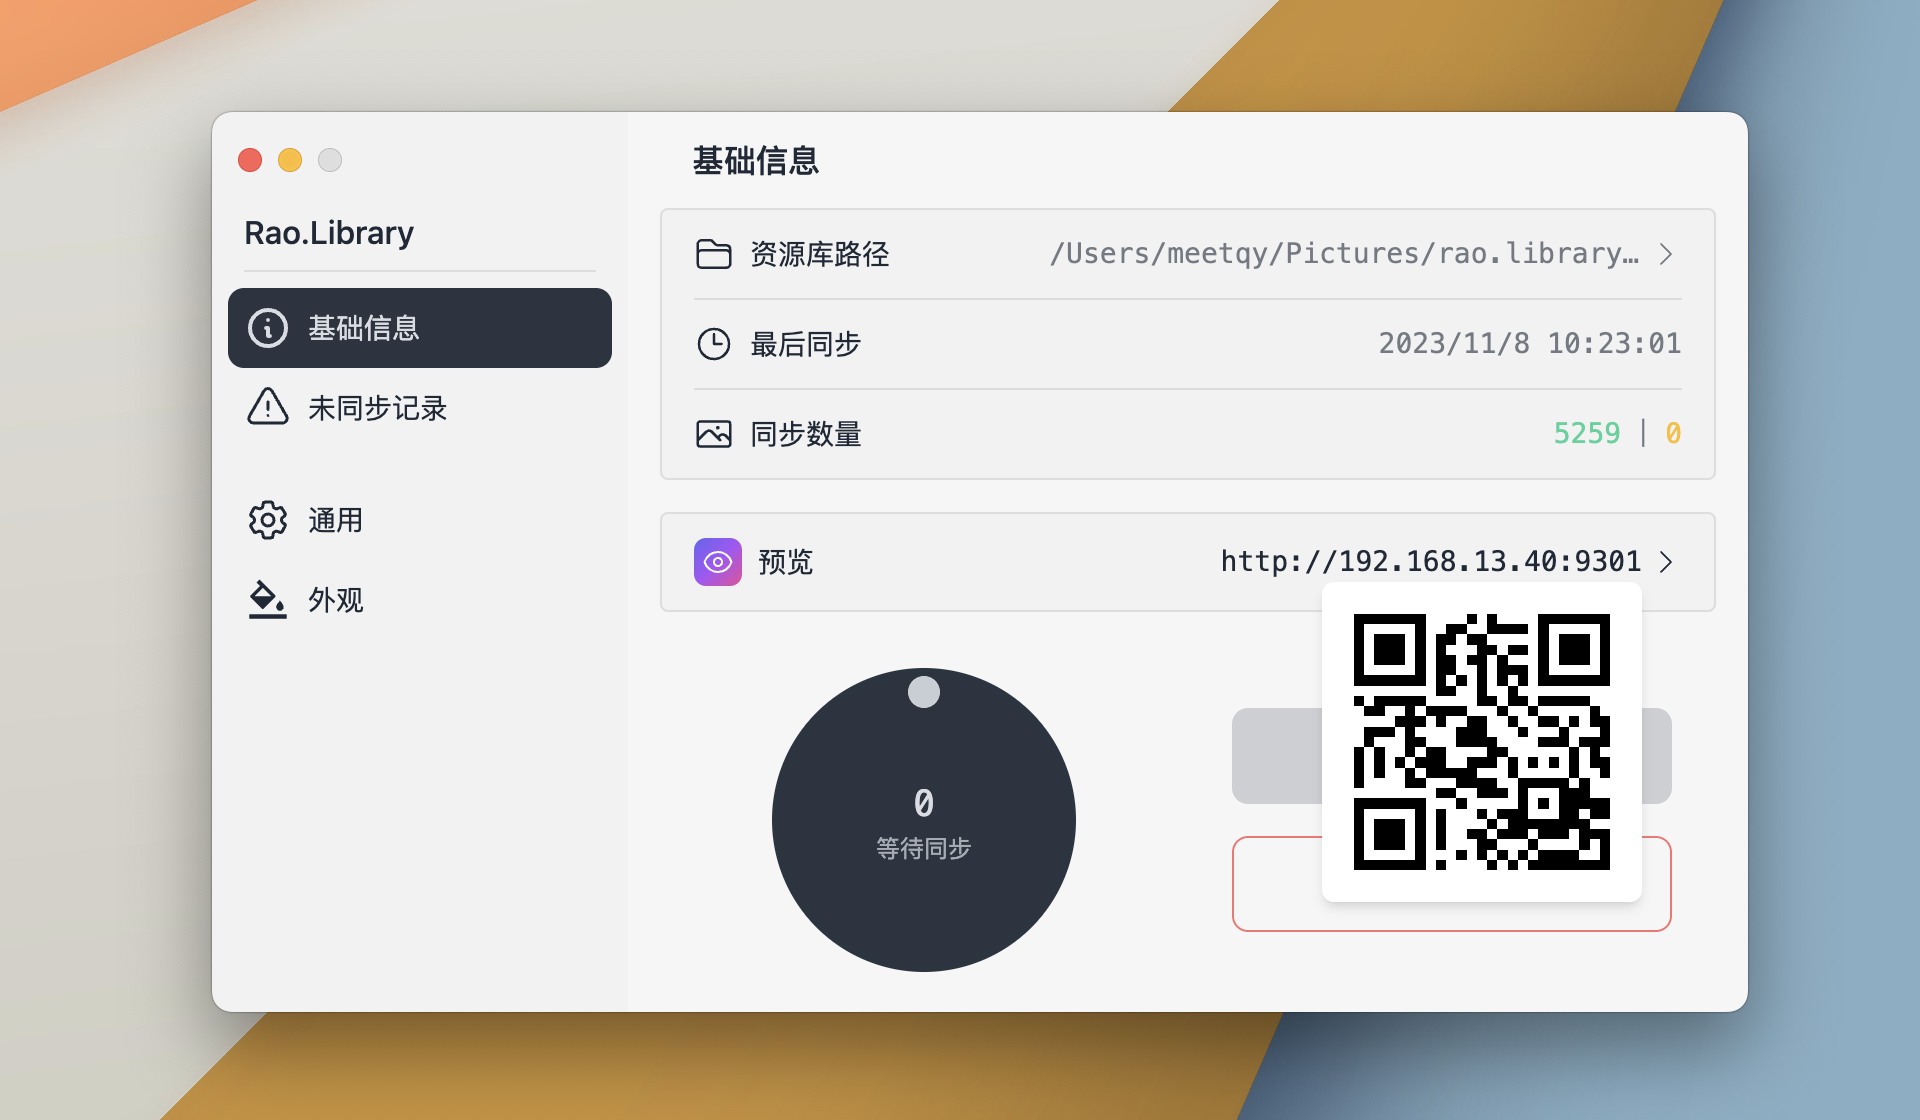 Rao.Library
基础信息
未同步记录
通用
外观
基础信息
资源库路径 /Users/meetqy/Pictures/rao.library…
最后同步 2023/11/8 10:23:01
同步数量 5259 | 0
预览 http://192.168.13.40:9301
0
等待同步